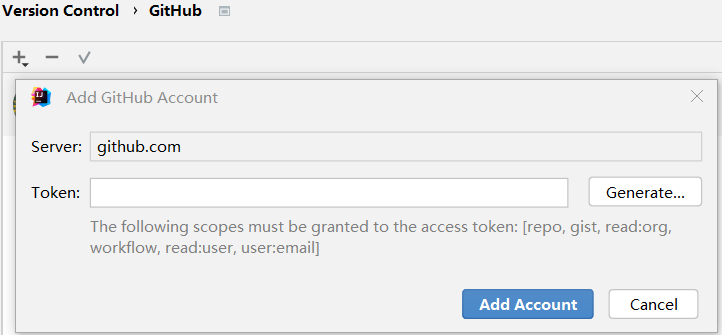 Version Control › GitHub
Add GitHub Account
Server: github.com
Token: Generate...
The following scopes must be granted to the access token: [repo, gist, read:org,
workflow, read:user, user:email]
Add Account Cancel